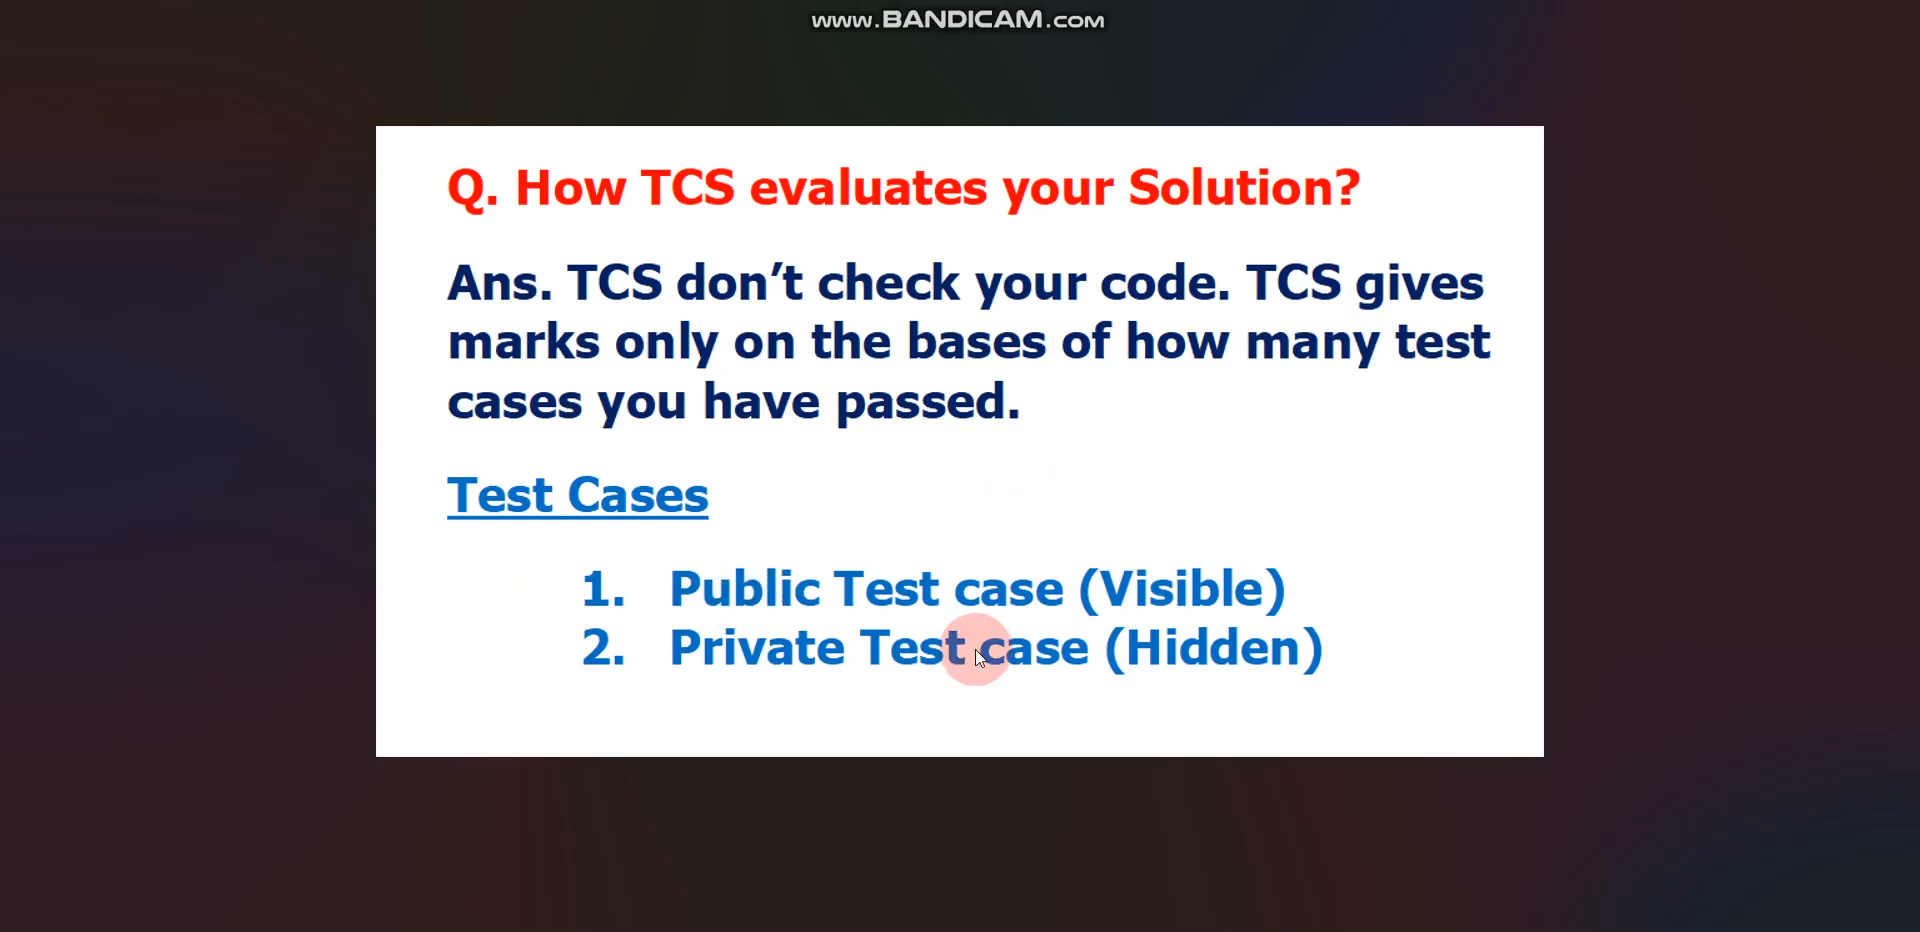 www.BANDICAM.com
Q. How TCS evaluates your Solution?
Ans. TCS don’t check your code. TCS gives
marks only on the bases of how many test
cases you have passed.
Test Cases
1. Public Test case (Visible)
2. Private Test case (Hidden)